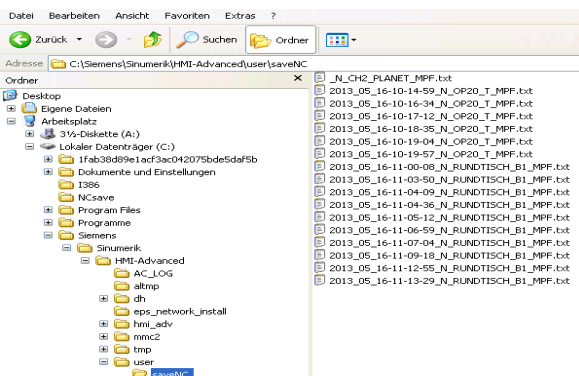 Datei Bearbeiten Ansicht Favoriten Extras ?
Zurück Suchen Ordner
Adresse C:\Siemens\Sinumerik\HMI-Advanced\user\saveNC
Ordner
Desktop
Eigene Dateien
Arbeitsplatz
3½-Diskette (A:)
Lokaler Datenträger (C:)
1fab38d89e1acf3ac042075bde5daf5b
Dokumente und Einstellungen
I386
NCsave
Program Files
Programme
Siemens
Sinumerik
HMI-Advanced
AC_LOG
altmp
dh
eps_network_install
hmi_adv
mmc2
tmp
user
saveNC
_N_CH2_PLANET_MPF.txt
2013_05_16-10-14-59_N_OP20_T_MPF.txt
2013_05_16-10-16-34_N_OP20_T_MPF.txt
2013_05_16-10-17-12_N_OP20_T_MPF.txt
2013_05_16-10-18-35_N_OP20_T_MPF.txt
2013_05_16-10-19-04_N_OP20_T_MPF.txt
2013_05_16-10-19-57_N_OP20_T_MPF.txt
2013_05_16-11-00-08_N_RUNDTISCH_B1_MPF.txt
2013_05_16-11-03-50_N_RUNDTISCH_B1_MPF.txt
2013_05_16-11-04-09_N_RUNDTISCH_B1_MPF.txt
2013_05_16-11-04-36_N_RUNDTISCH_B1_MPF.txt
2013_05_16-11-05-12_N_RUNDTISCH_B1_MPF.txt
2013_05_16-11-06-59_N_RUNDTISCH_B1_MPF.txt
2013_05_16-11-07-04_N_RUNDTISCH_B1_MPF.txt
2013_05_16-11-09-18_N_RUNDTISCH_B1_MPF.txt
2013_05_16-11-12-55_N_RUNDTISCH_B1_MPF.txt
2013_05_16-11-13-29_N_RUNDTISCH_B1_MPF.txt